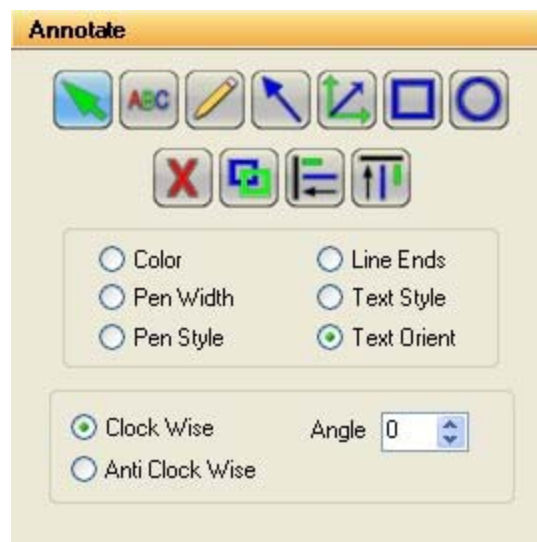 Annotate
ABC
X
Color Line Ends
Pen Width Text Style
Pen Style Text Orient
Clock Wise Angle 0
Anti Clock Wise